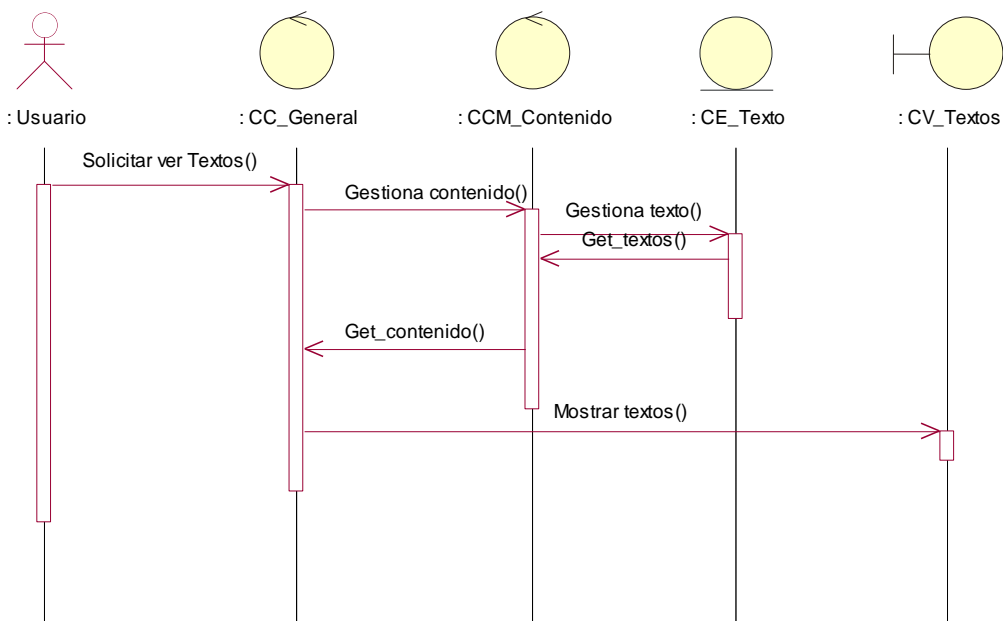 : Usuario
: CC_General
: CCM_Contenido
: CE_Texto
: CV_Textos
Solicitar ver Textos()
Gestiona contenido()
Gestiona texto()
Get_textos()
Get_contenido()
Mostrar textos()